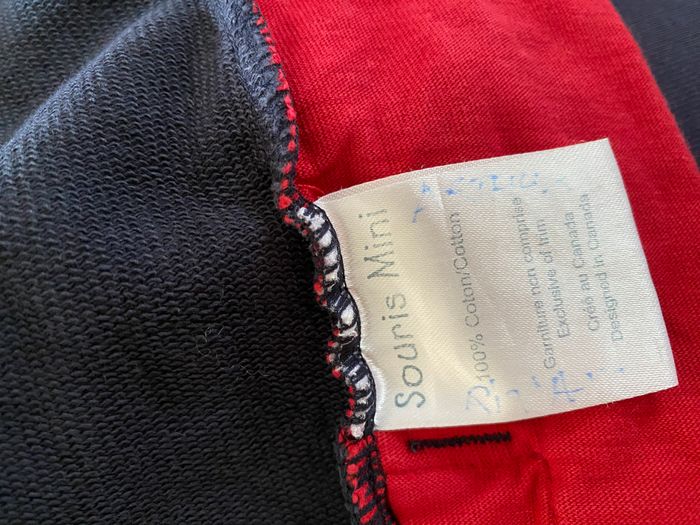 Souris Mini
100% Coton/Cotton
Garniture non comprise
Exclusive of trim
Créé au Canada
Designed in Canada